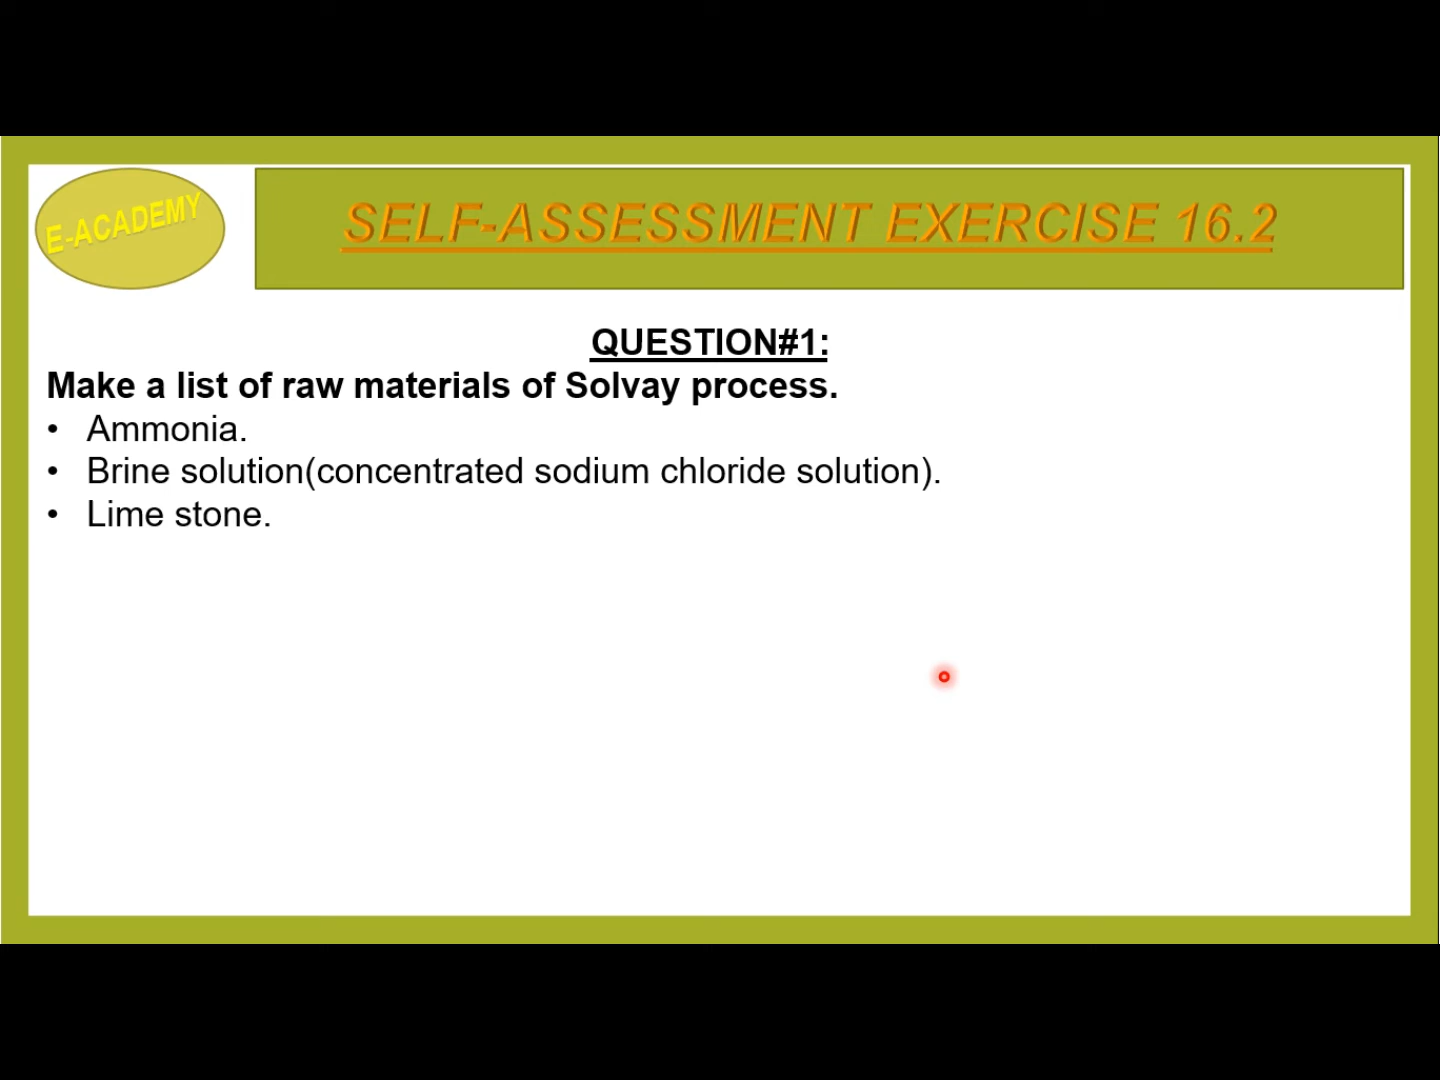 E-ACADEMY
SELF-ASSESSMENT EXERCISE 16.2
QUESTION#1:
Make a list of raw materials of Solvay process.
• Ammonia.
• Brine solution(concentrated sodium chloride solution).
• Lime stone.